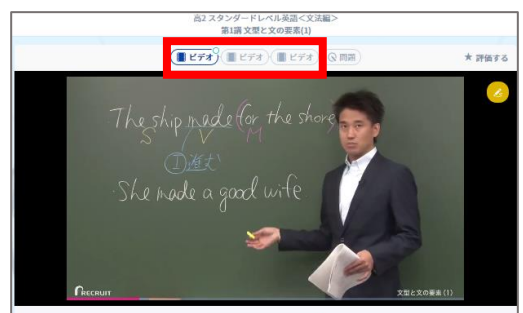 高2 スタンダードレベル英語＜文法編＞
第1講 文型と文の要素(1)
ビデオ
ビデオ
ビデオ
問題
★ 評価する
The ship made (for the shore)
S V M
① 進む
・She made a good wife
RECRUIT
文型と文の要素(1)